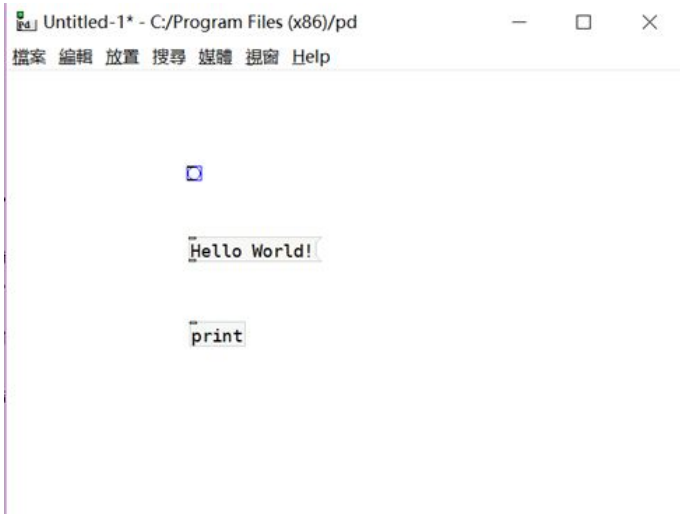 Untitled-1* - C:/Program Files (x86)/pd
檔案 編輯 放置 搜尋 媒體 視窗 Help
Hello World!
print